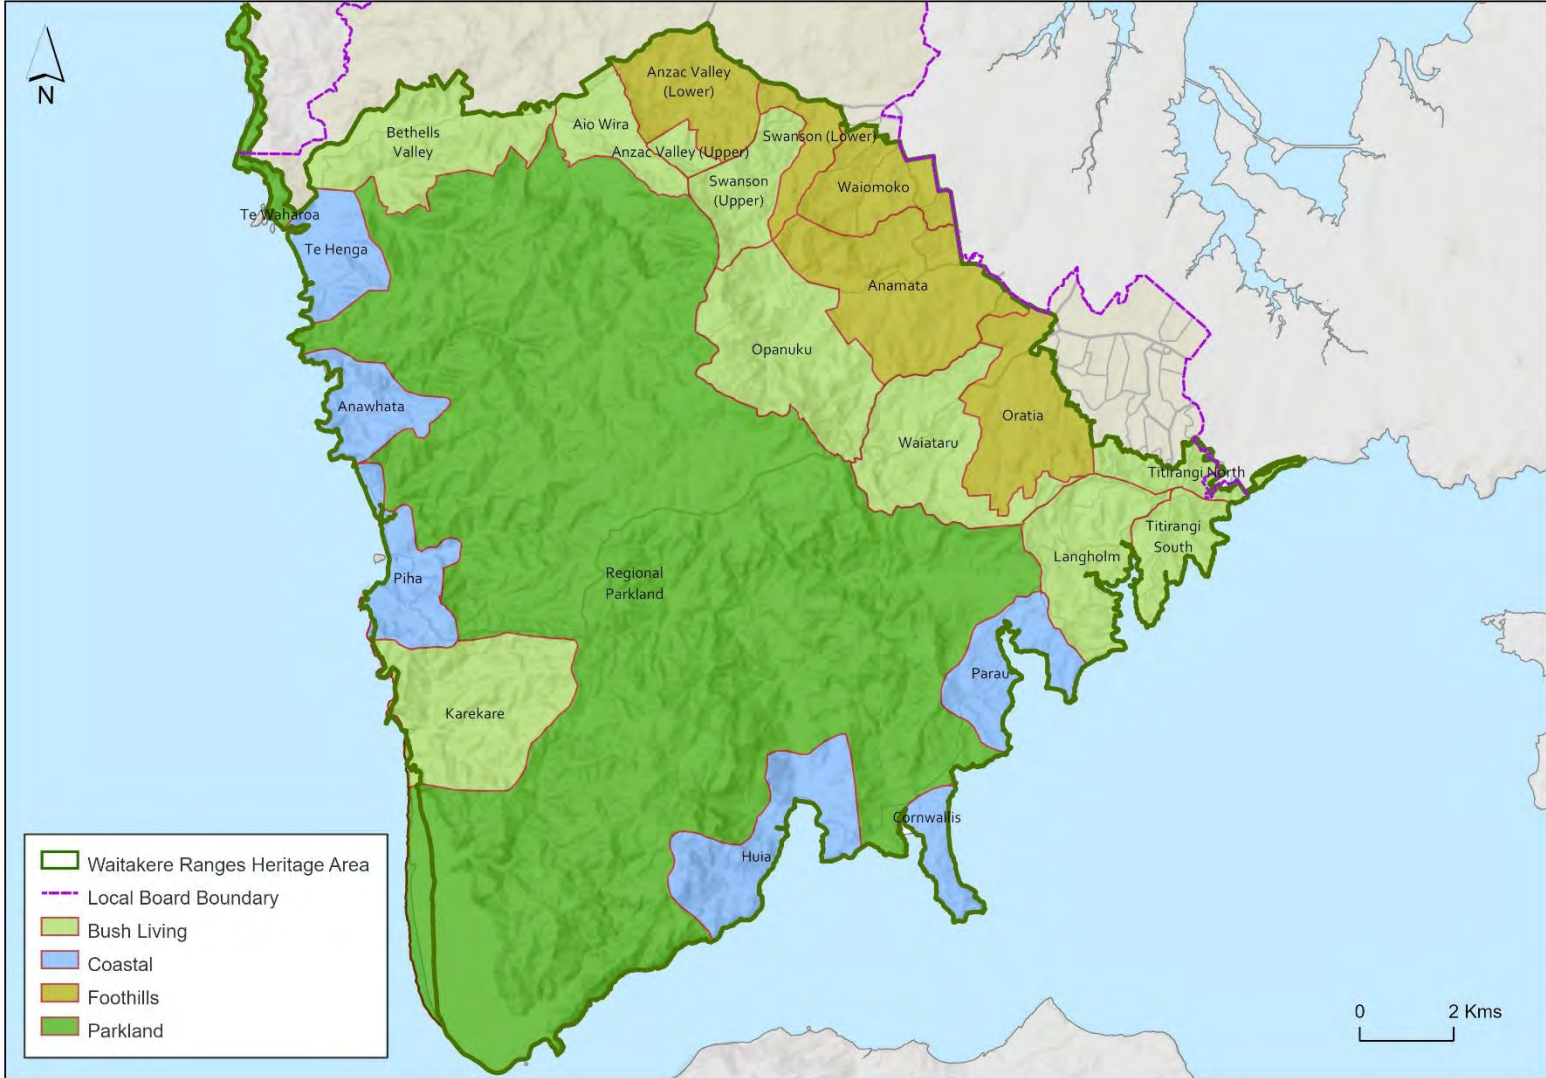 N
Anzac Valley
(Lower)
Aio Wira
Bethells
Valley
Swanson (Lower)
Anzac Valley (Upper)
Swanson
(Upper)
Waiomoko
Te Waharoa
Te Henga
Anamata
Opanuku
Anawhata
Oratia
Waiataru
Titirangi North
Titirangi
South
Langholm
Piha
Regional
Parkland
Parau
Karekare
Cornwallis
Huia
Waitakere Ranges Heritage Area
Local Board Boundary
Bush Living
Coastal
Foothills
Parkland
0 2 Kms